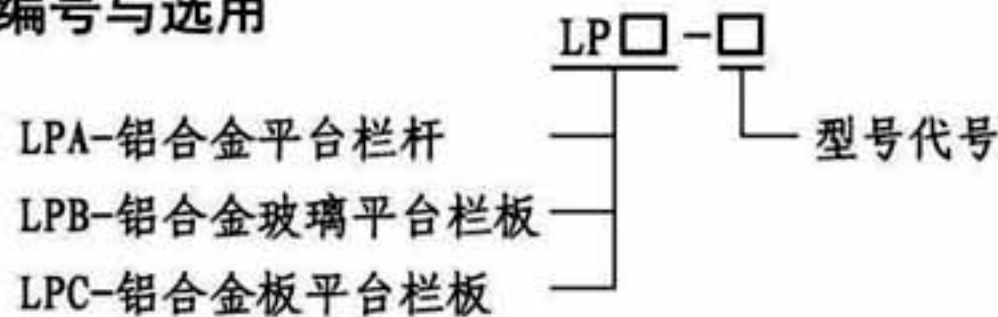 编号与选用
LP□-□
LPA-铝合金平台栏杆
型号代号
LPB-铝合金玻璃平台栏板
LPC-铝合金板平台栏板